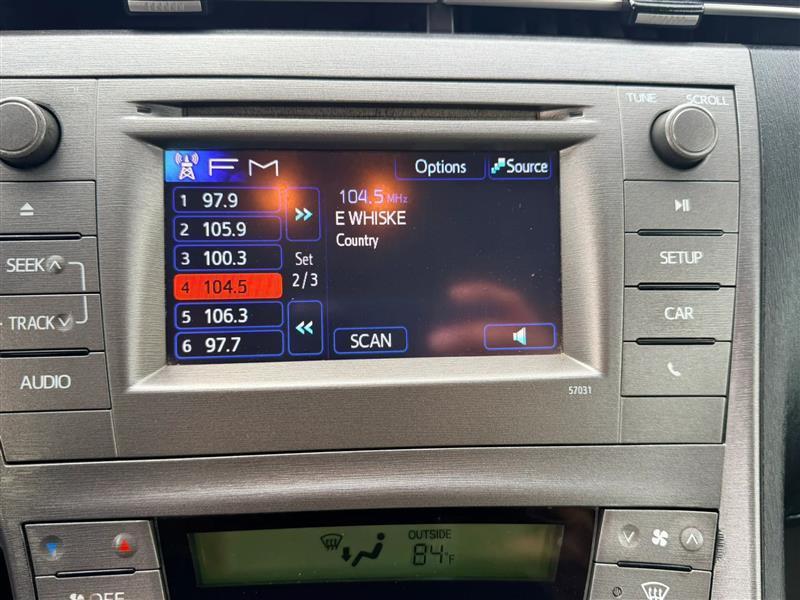 TUNE SCROLL
FM
Options
Source
1 97.9
2 105.9
3 100.3
4 104.5
5 106.3
6 97.7
Set
2/3
104.5 MHz
E WHISKE
Country
SCAN
SEEK
TRACK
AUDIO
SETUP
CAR
57031
OUTSIDE
84°F
OFF